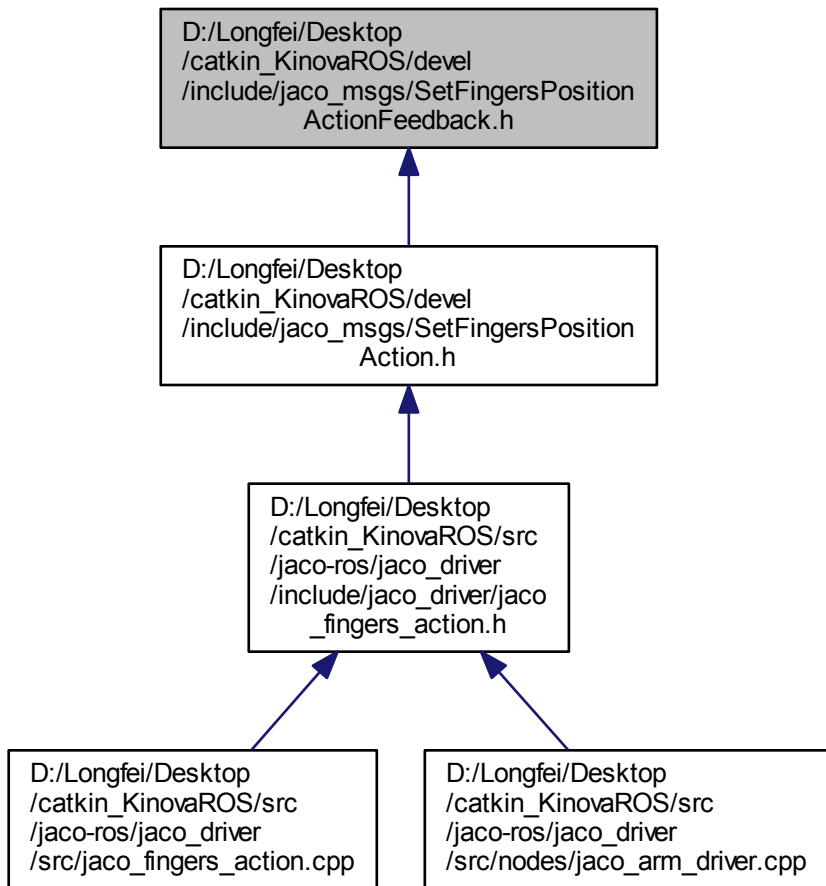 D:/Longfei/Desktop
/catkin_KinovaROS/devel
/include/jaco_msgs/SetFingersPosition
ActionFeedback.h
D:/Longfei/Desktop
/catkin_KinovaROS/devel
/include/jaco_msgs/SetFingersPosition
Action.h
D:/Longfei/Desktop
/catkin_KinovaROS/src
/jaco-ros/jaco_driver
/include/jaco_driver/jaco
_fingers_action.h
D:/Longfei/Desktop
/catkin_KinovaROS/src
/jaco-ros/jaco_driver
/src/jaco_fingers_action.cpp
D:/Longfei/Desktop
/catkin_KinovaROS/src
/jaco-ros/jaco_driver
/src/nodes/jaco_arm_driver.cpp